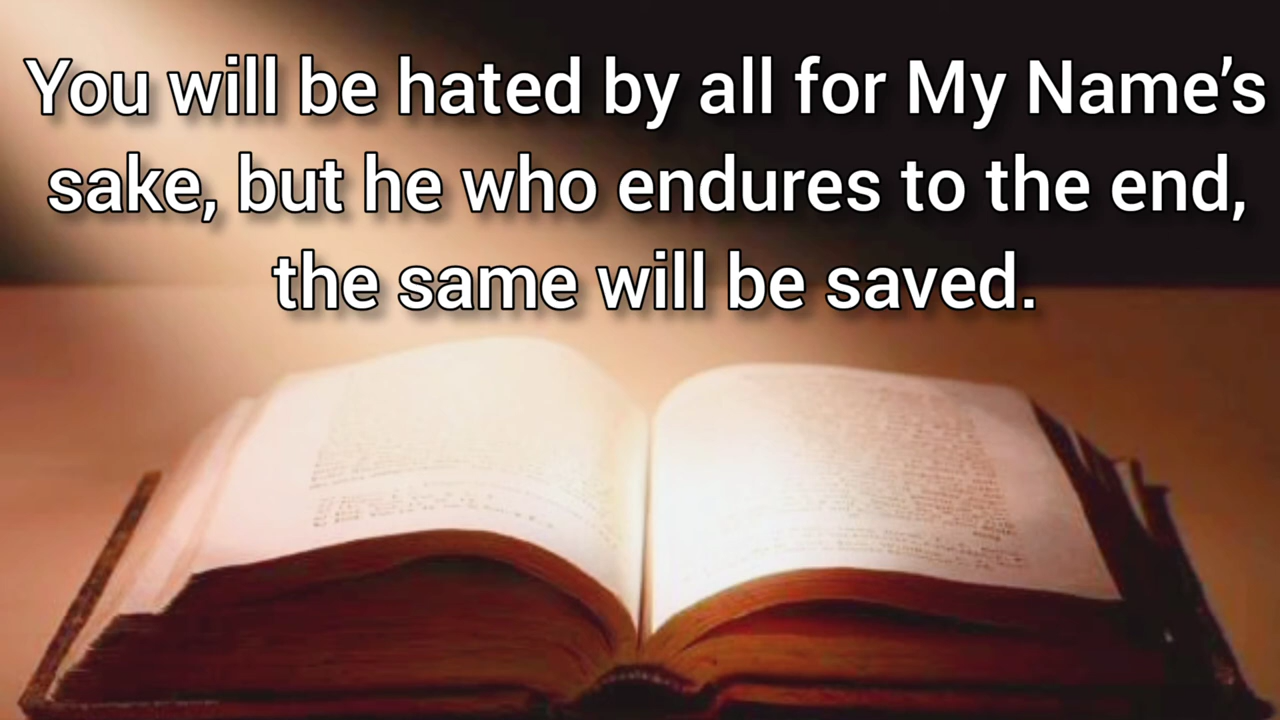 You will be hated by all for My Name’s
sake, but he who endures to the end,
the same will be saved.